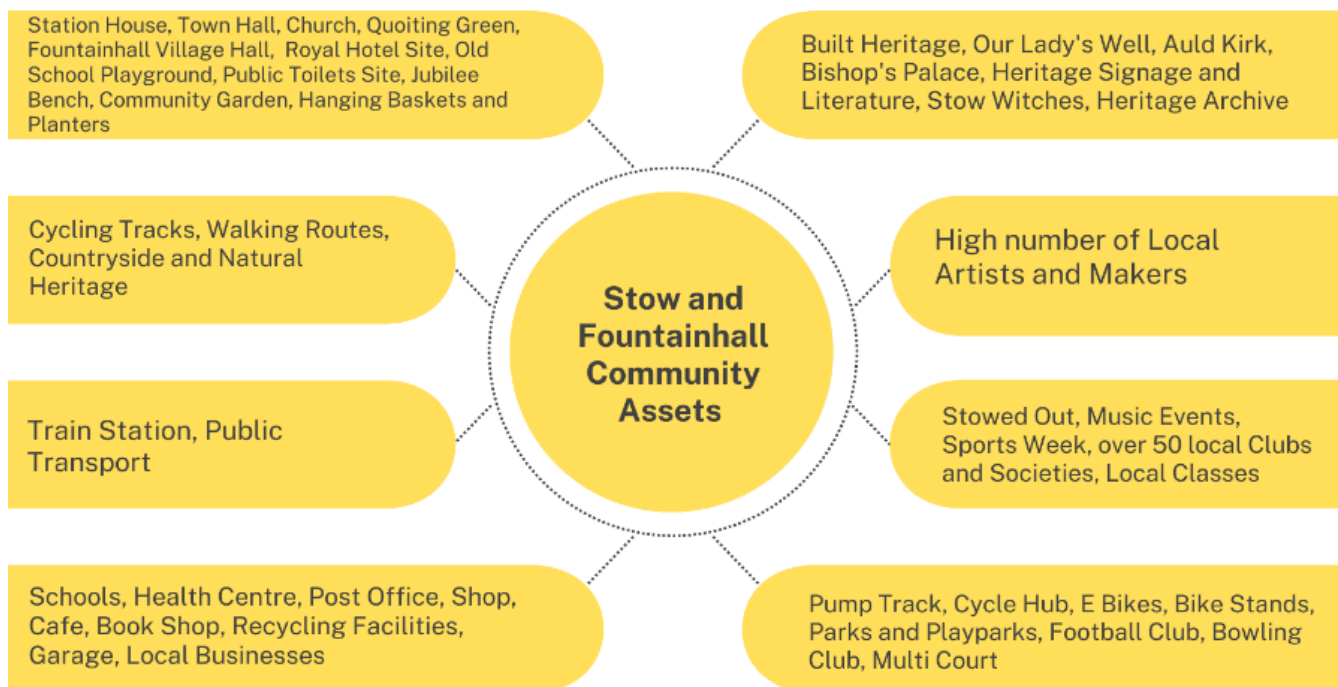 Station House, Town Hall, Church, Quoiting Green,
Fountainhall Village Hall, Royal Hotel Site, Old
School Playground, Public Toilets Site, Jubilee
Bench, Community Garden, Hanging Baskets and
Planters
Built Heritage, Our Lady's Well, Auld Kirk,
Bishop's Palace, Heritage Signage and
Literature, Stow Witches, Heritage Archive
Cycling Tracks, Walking Routes,
Countryside and Natural
Heritage
High number of Local
Artists and Makers
Stow and
Fountainhall
Community
Assets
Train Station, Public
Transport
Stowed Out, Music Events,
Sports Week, over 50 local Clubs
and Societies, Local Classes
Schools, Health Centre, Post Office, Shop,
Cafe, Book Shop, Recycling Facilities,
Garage, Local Businesses
Pump Track, Cycle Hub, E Bikes, Bike Stands,
Parks and Playparks, Football Club, Bowling
Club, Multi Court